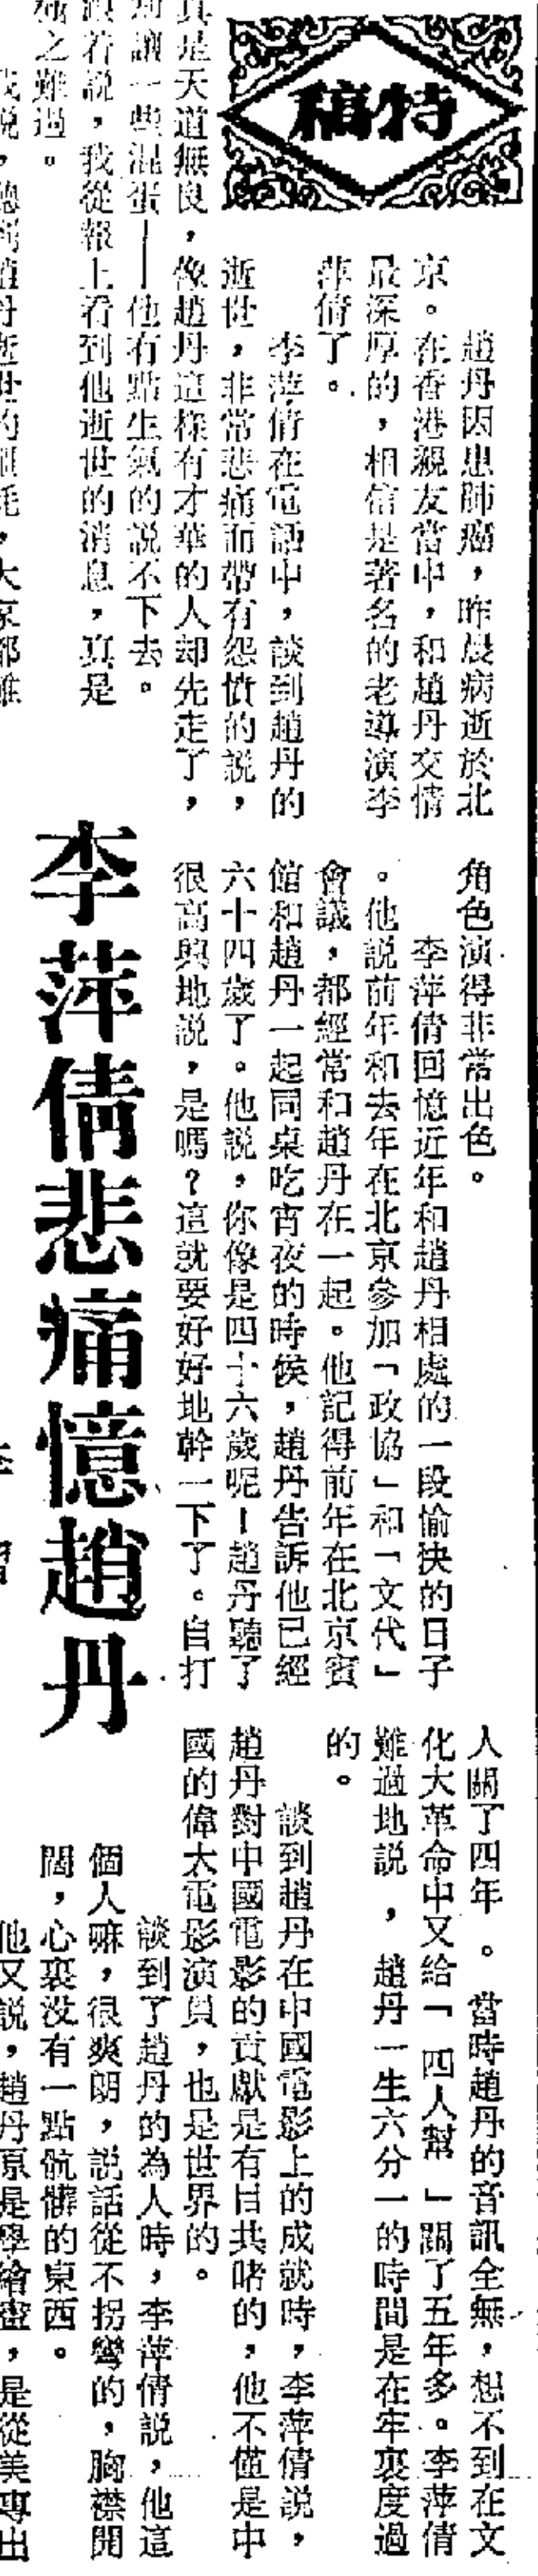 特稿
李萍倩悲痛憶趙丹
趙丹因患肺癌，昨晨病逝於北
京。在香港親友當中，和趙丹交情
最深厚的，相信是著名的老導演李
萍倩了。
李萍倩在電話中，談到趙丹的
逝世，非常悲痛而帶有怨憤的說，
真是天道無良，像趙丹這樣有才華的人却先走了，
却讓一些混蛋——他有點生氣的說不下去。
跟着說，我從報上看到他逝世的消息，真是
之難過。
我說，聽到趙丹逝世的噩耗，大家都難
角色演得非常出色。
李萍倩回憶近年和趙丹相處的一段愉快的日子
。他說前年和去年在北京參加「政協」和「文代」
會議，都經常和趙丹在一起。他記得前年在北京賓
館和趙丹一起同桌吃宵夜的時候，趙丹告訴他已經
六十四歲了。他說，你像是四十六歲呢！趙丹聽了
很高興地說，是嗎？這就要好好地幹一下了。自打
人關了四年。當時趙丹的音訊全無，想不到在文
化大革命中又給「四人幫」關了五年多。李萍倩
難過地說，趙丹一生六分一的時間是在牢裏度過
的。
談到趙丹在中國電影上的成就時，李萍倩說，
趙丹對中國電影的貢獻是有目共睹的，他不僅是中
國的偉大電影演員，也是世界的。
談到了趙丹的為人時，李萍倩說，他這
個人嘛，很爽朗，說話從不拐彎的，胸襟開
闊，心裏没有一點骯髒的東西。
他又說，趙丹原是學繪畫，是從美專出